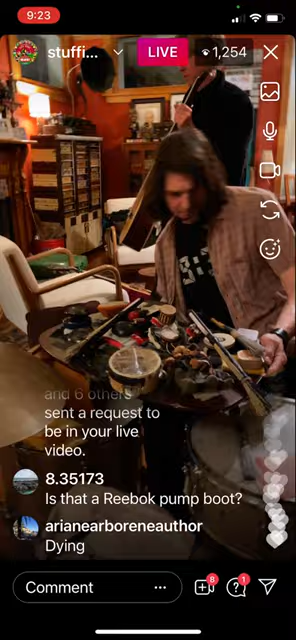 9:23
stuffi...
LIVE
1,254
and 6 others
sent a request to
be in your live
video.
8.35173
Is that a Reebok pump boot?
arianearboreneauthor
Dying
Comment
8
1